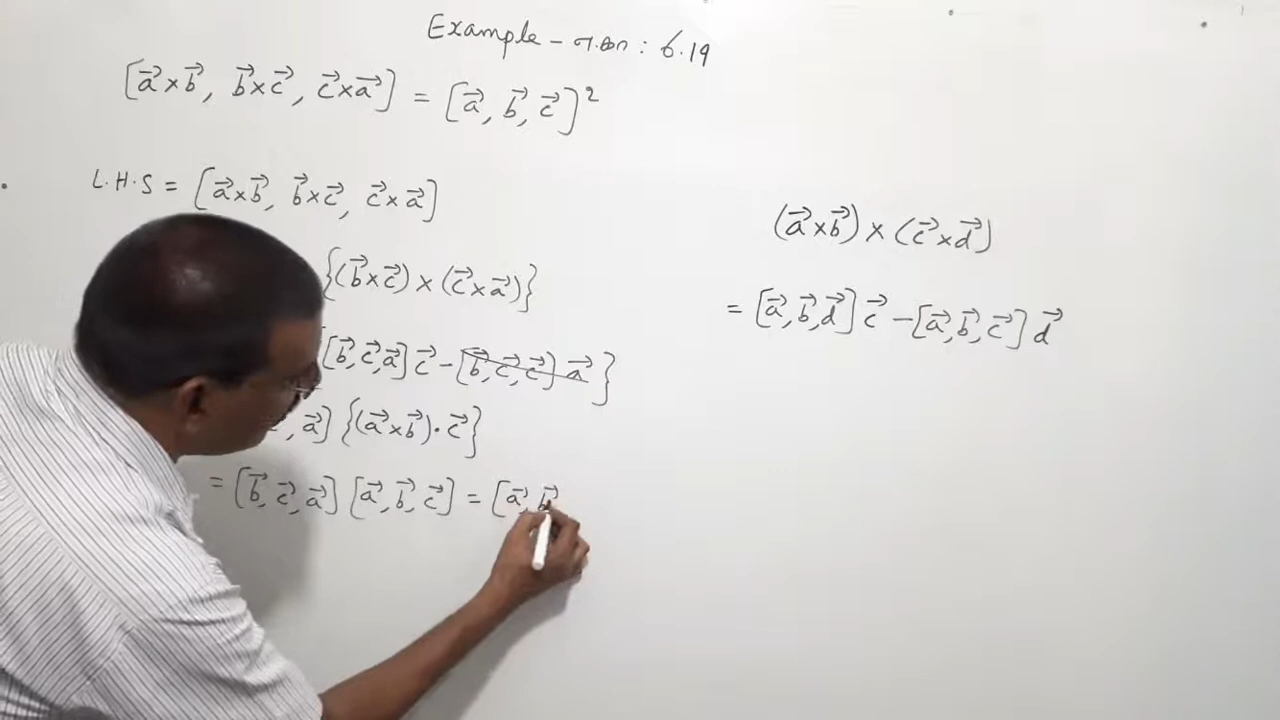 Example - எ.கா : 6.19
[a⃗×b⃗, b⃗×c⃗, c⃗×a⃗] = [a⃗, b⃗, c⃗]²
L.H.S = [a⃗×b⃗, b⃗×c⃗, c⃗×a⃗]
{(b⃗×c⃗) × (c⃗×a⃗)}
[b⃗, c⃗, a⃗] c⃗ - [b⃗, c⃗, c⃗] a⃗ }
, a⃗] {(a⃗×b⃗)·c⃗}
= [b⃗, c⃗, a⃗] [a⃗, b⃗, c⃗] = [a⃗, b⃗
(a⃗×b⃗) × (c⃗×d⃗)
= [a⃗, b⃗, d⃗] c⃗ - [a⃗, b⃗, c⃗] d⃗